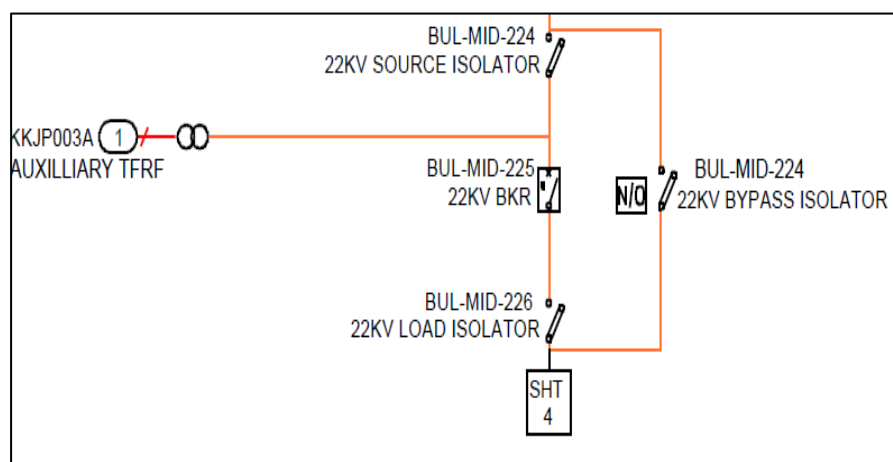 BUL-MID-224
22KV SOURCE ISOLATOR
KKJP003A 1
AUXILLIARY TFRF
BUL-MID-225
22KV BKR
N/O
BUL-MID-224
22KV BYPASS ISOLATOR
BUL-MID-226
22KV LOAD ISOLATOR
SHT
4